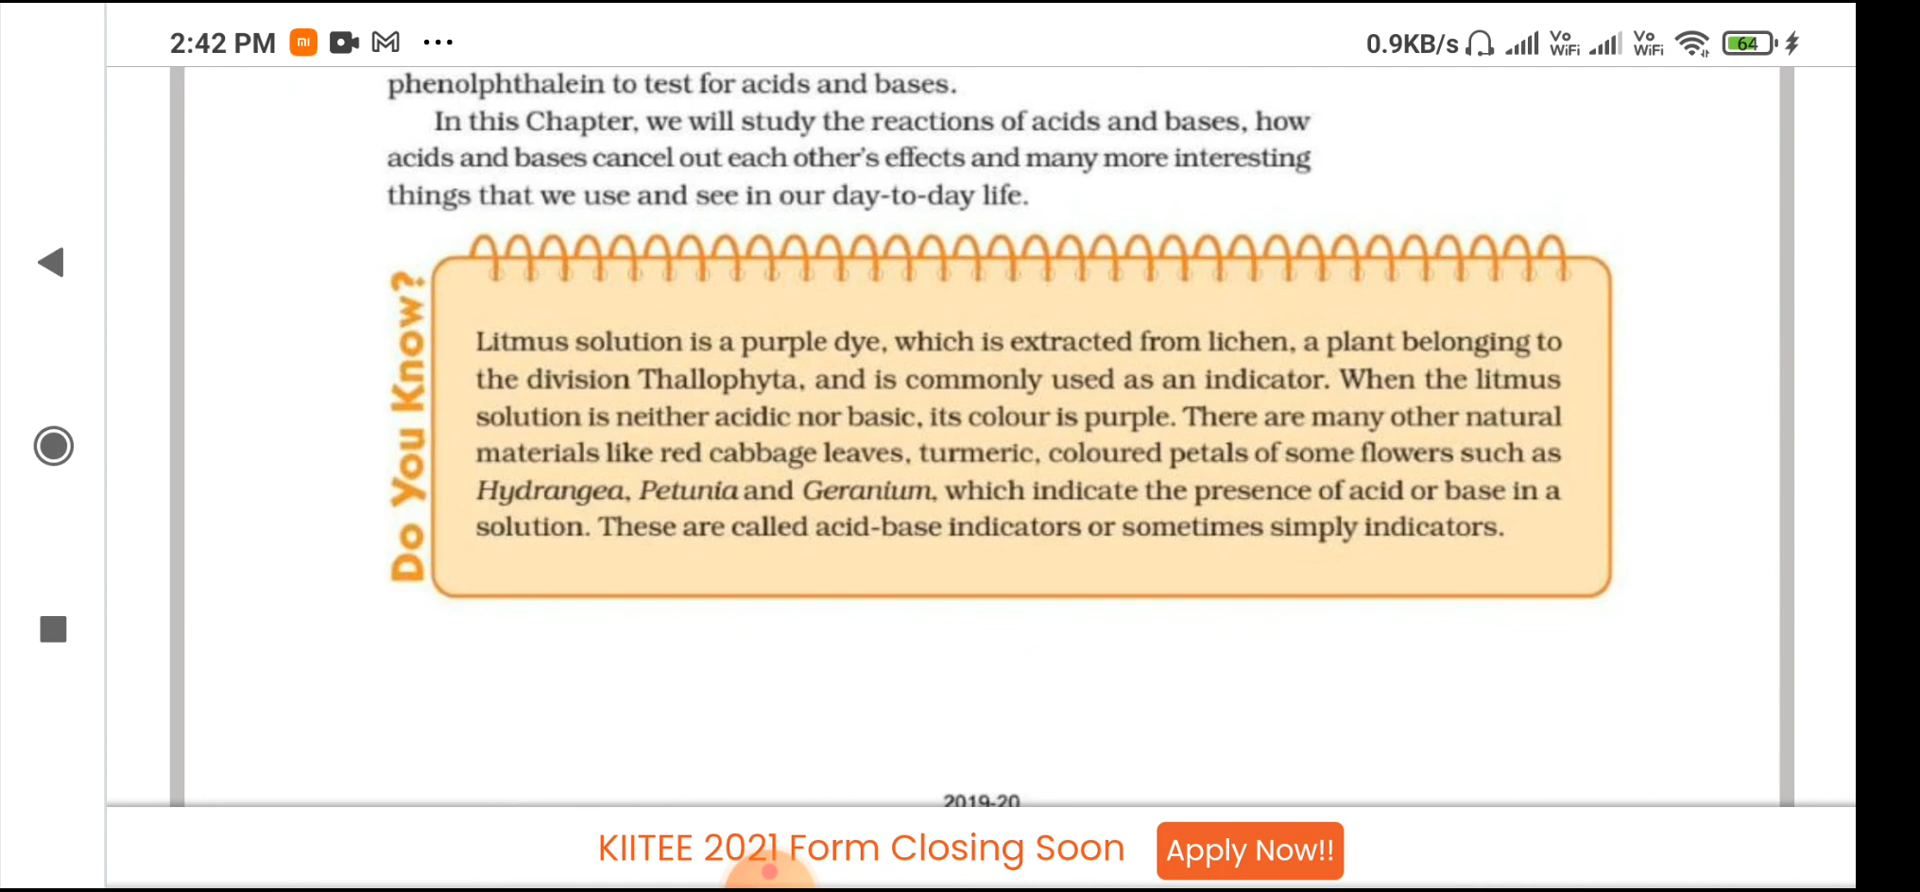 2:42 PM
0.9KB/s Vo WiFi Vo WiFi 64
phenolphthalein to test for acids and bases.
In this Chapter, we will study the reactions of acids and bases, how
acids and bases cancel out each other's effects and many more interesting
things that we use and see in our day-to-day life.
Do You Know?
Litmus solution is a purple dye, which is extracted from lichen, a plant belonging to
the division Thallophyta, and is commonly used as an indicator. When the litmus
solution is neither acidic nor basic, its colour is purple. There are many other natural
materials like red cabbage leaves, turmeric, coloured petals of some flowers such as
Hydrangea, Petunia and Geranium, which indicate the presence of acid or base in a
solution. These are called acid-base indicators or sometimes simply indicators.
2019-20
KIITEE 2021 Form Closing Soon
Apply Now!!